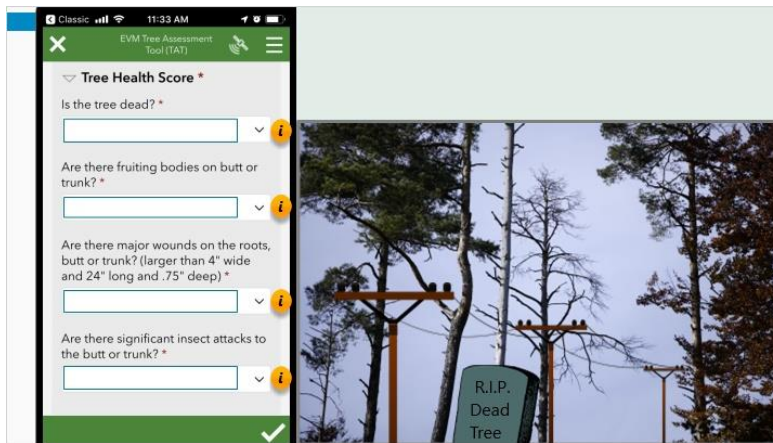 Classic 11:33 AM
EVM Tree Assessment
Tool (TAT)
Tree Health Score *
Is the tree dead? *
i
Are there fruiting bodies on butt or
trunk? *
i
Are there major wounds on the roots,
butt or trunk? (larger than 4" wide
and 24" long and .75" deep) *
i
Are there significant insect attacks to
the butt or trunk? *
i
R.I.P.
Dead
Tree